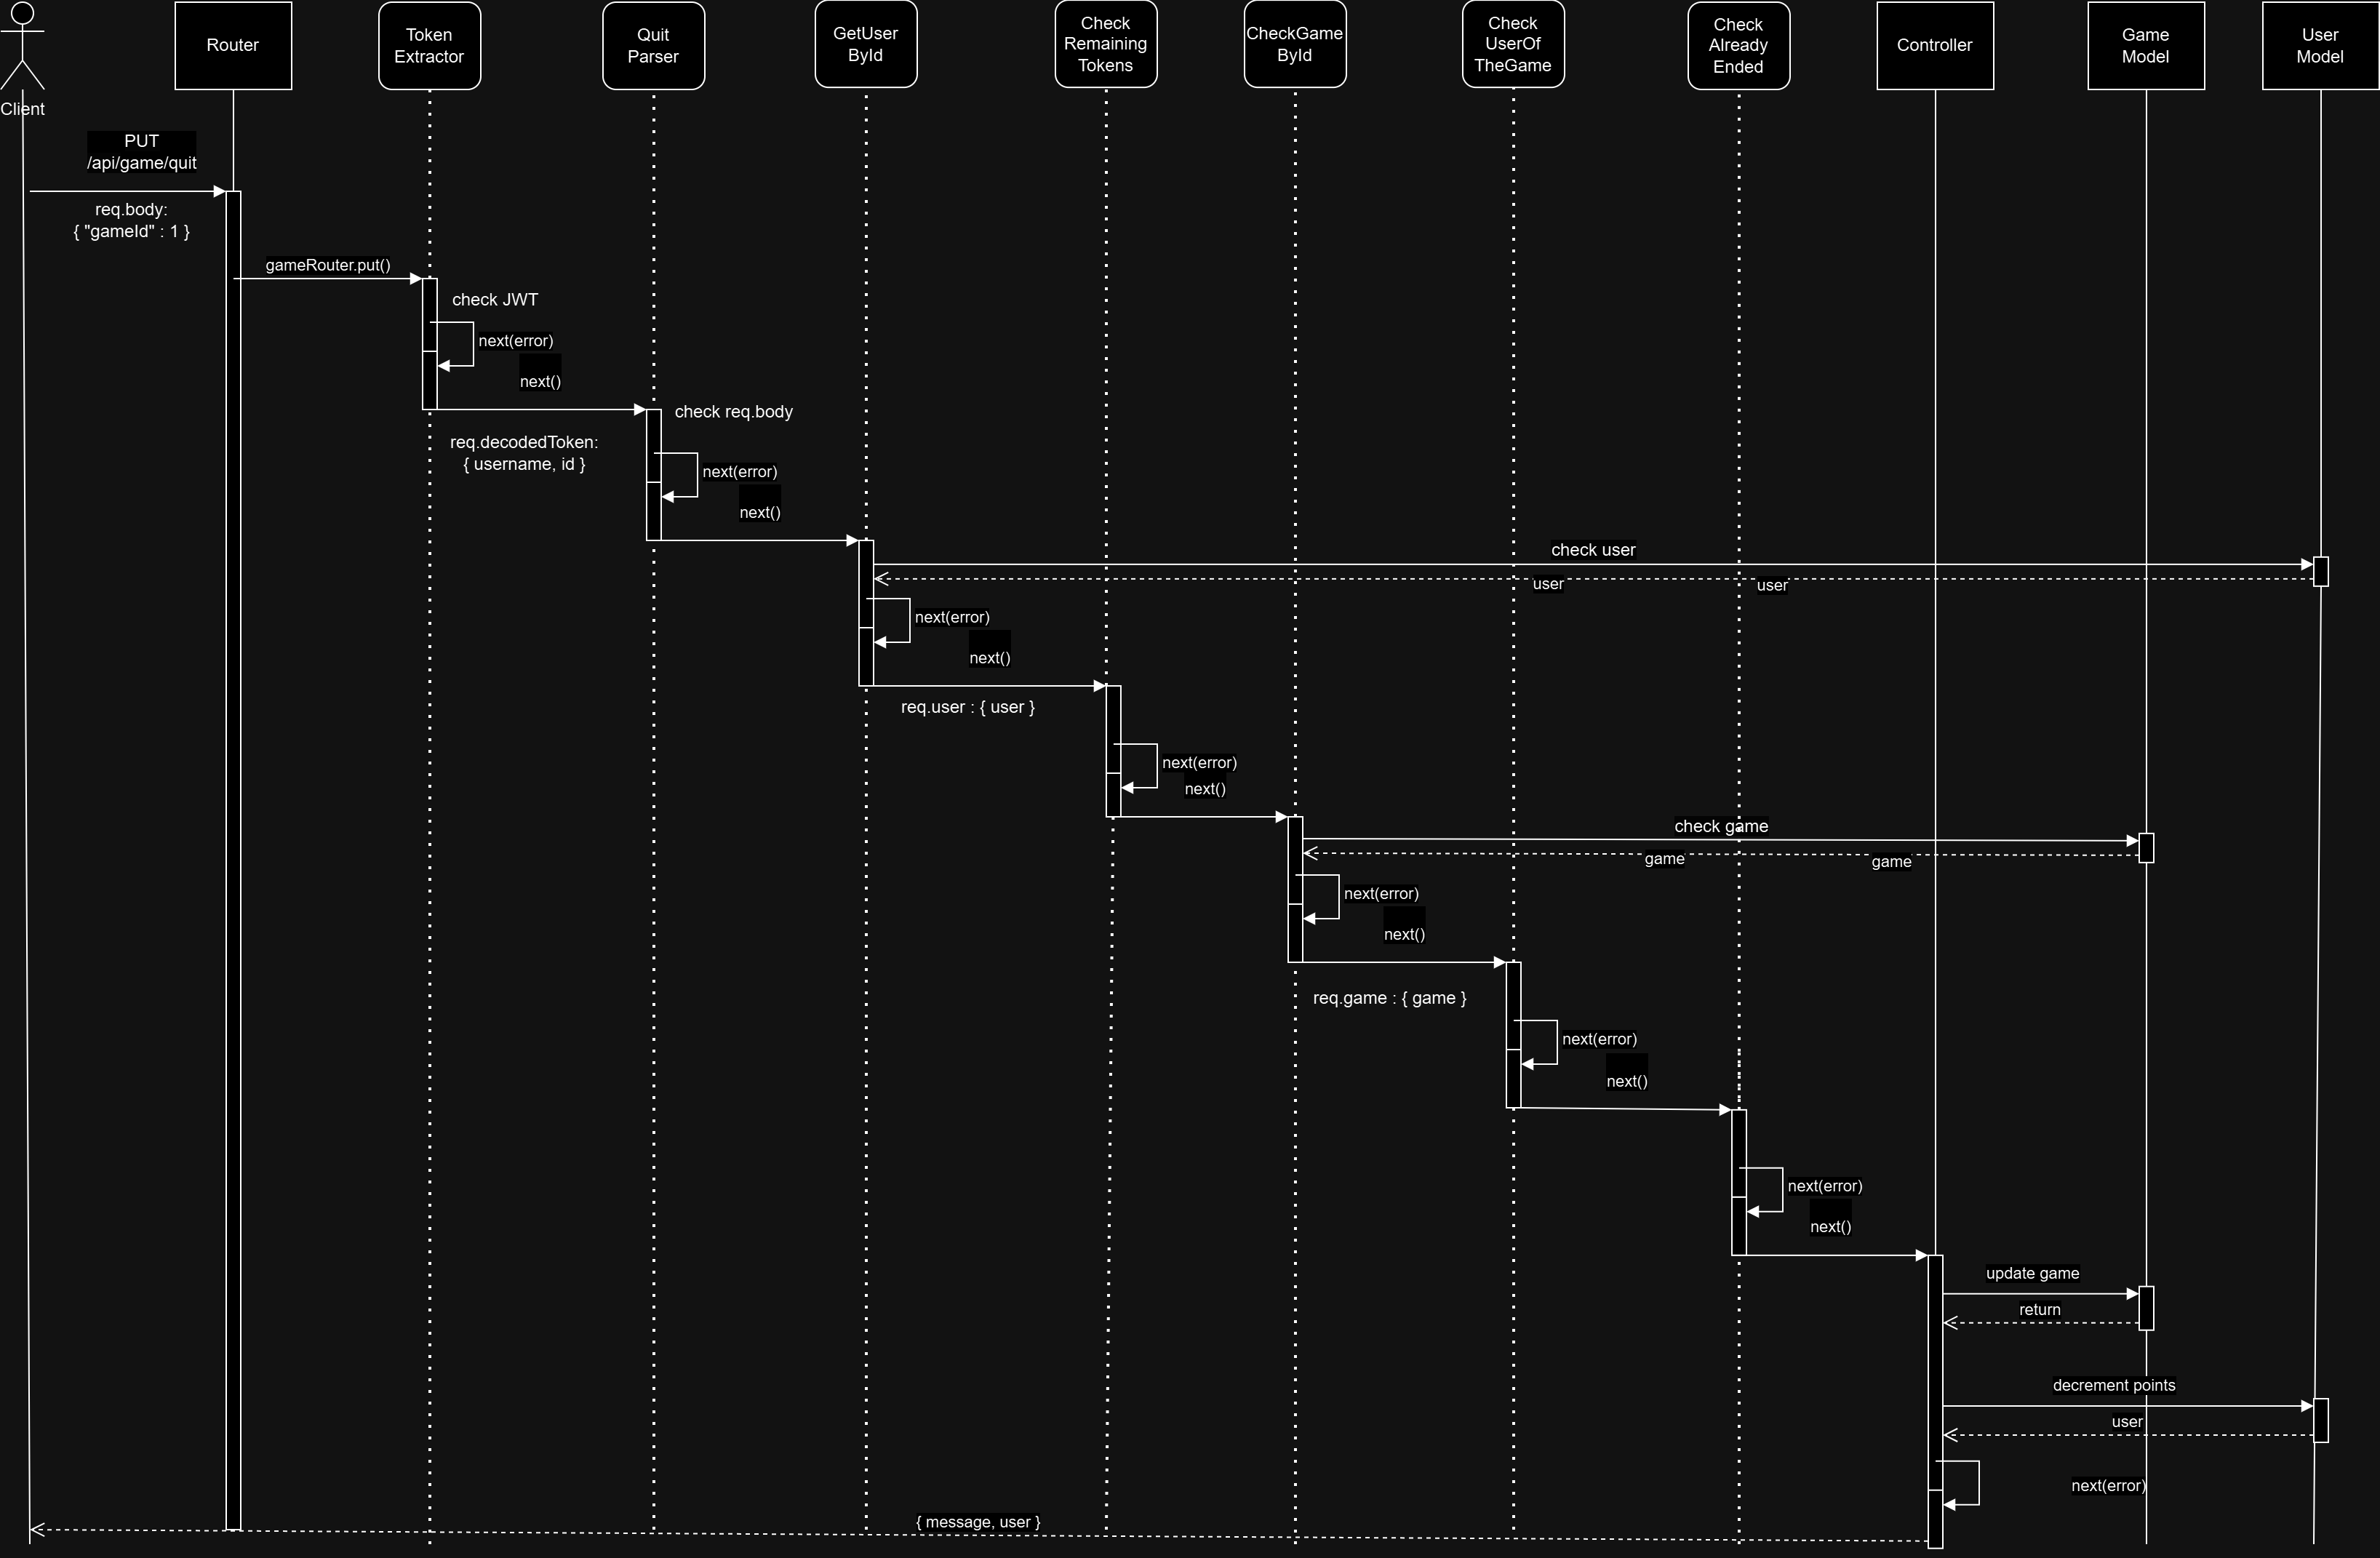 Client
Router
Token
Extractor
Quit
Parser
GetUser
ById
Check
Remaining
Tokens
CheckGame
ById
Check
UserOf
TheGame
Check
Already
Ended
Controller
Game
Model
User
Model
PUT
/api/game/quit
req.body:
{ "gameId" : 1 }
gameRouter.put()
check JWT
next(error)
next()
req.decodedToken:
{ username, id }
check req.body
next(error)
next()
check user
user
user
next(error)
next()
req.user : { user }
next(error)
next()
check game
game
game
next(error)
next()
req.game : { game }
next(error)
next()
next(error)
next()
update game
return
decrement points
user
next(error)
{ message, user }